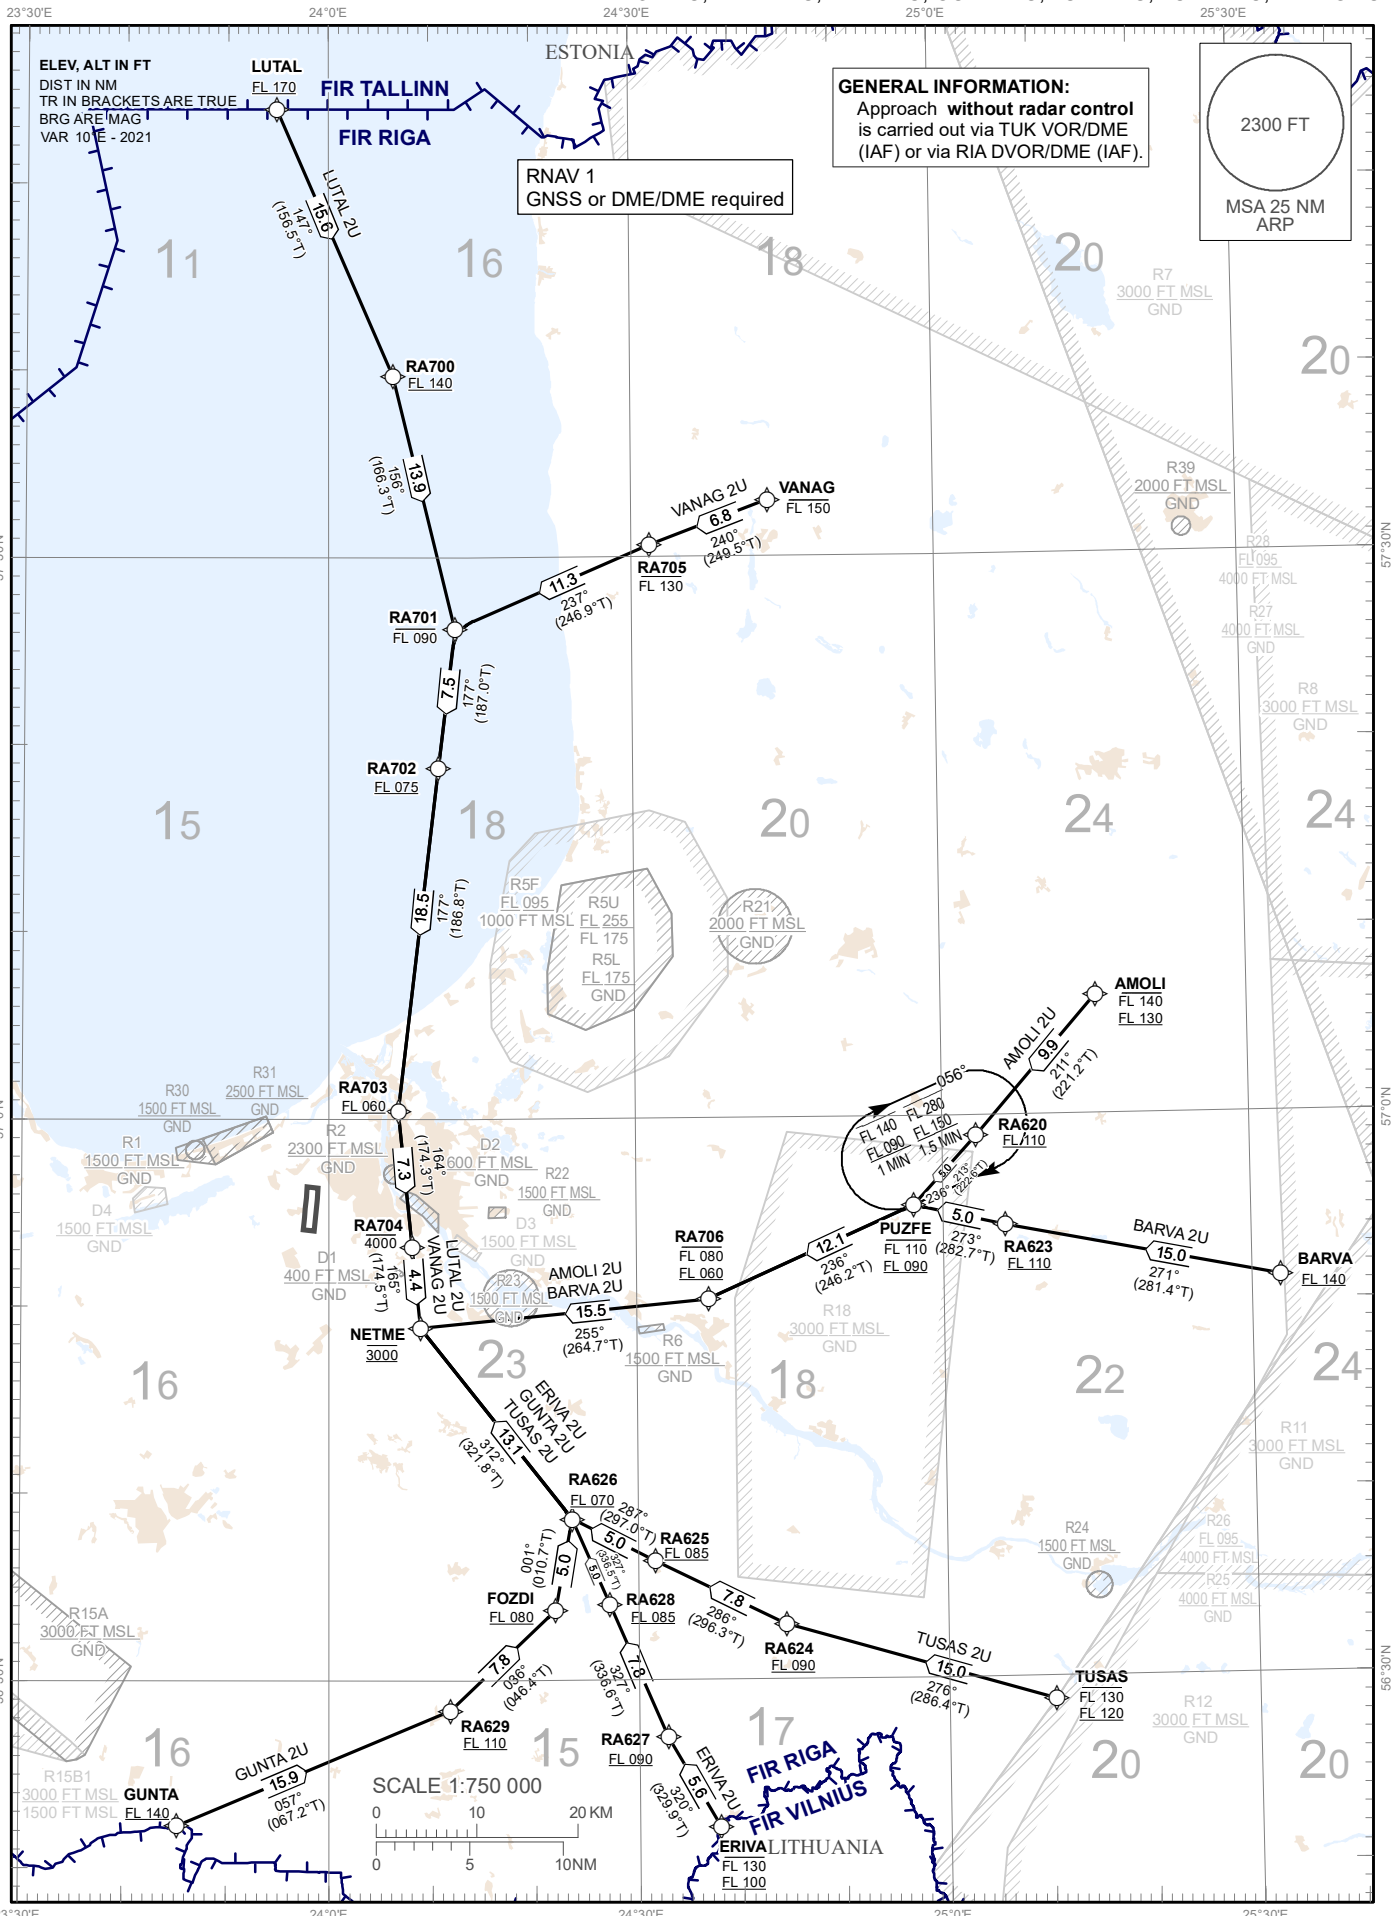 23°30'E
24°0'E
24°30'E
25°0'E
25°30'E
ELEV, ALT IN FT
DIST IN NM
TR IN BRACKETS ARE TRUE
BRG ARE MAG
VAR 10°E - 2021
LUTAL
FL 170
FIR TALLINN
FIR RIGA
ESTONIA
RNAV 1
GNSS or DME/DME required
GENERAL INFORMATION:
Approach without radar control
is carried out via TUK VOR/DME
(IAF) or via RIA DVOR/DME (IAF).
2300 FT
MSA 25 NM
ARP
LUTAL 2U
15.6
147°
(156.5°T)
11
16
18
20
R7
3000 FT MSL
GND
20
RA700
FL 140
13.9
156°
(166.3°T)
VANAG 2U
VANAG
FL 150
6.8
240°
(249.5°T)
RA705
FL 130
11.3
237°
(246.9°T)
R39
2000 FT MSL
GND
R28
FL 095
4000 FT MSL
R27
4000 FT MSL
GND
57°30'N
RA701
FL 090
7.5
177°
(187.0°T)
R8
3000 FT MSL
GND
RA702
FL 075
15
18
20
24
24
18.5
177°
(186.8°T)
R5F
FL 095
1000 FT MSL
R5U
FL 255
FL 175
R5L
FL 175
GND
R21
2000 FT MSL
GND
AMOLI
FL 140
FL 130
AMOLI 2U
9.9
211°
(221.2°T)
056°
FL 140
FL 280
FL 090
FL 150
1 MIN
1.5 MIN
RA620
FL 110
5.0
213°
(222.6°T)
236°
57°0'N
RA703
FL 060
R30
1500 FT MSL
GND
R31
2500 FT MSL
GND
R1
1500 FT MSL
GND
R2
2300 FT MSL
GND
7.3
164°
(174.3°T)
D2
600 FT MSL
GND
R22
1500 FT MSL
GND
D4
1500 FT MSL
GND
D3
1500 FT MSL
GND
RA704
4000
D1
400 FT MSL
GND
4.4
165°
(174.5°T)
LUTAL 2U
VANAG 2U
R23
1500 FT MSL
GND
AMOLI 2U
BARVA 2U
15.5
255°
(264.7°T)
RA706
FL 080
FL 060
12.1
236°
(246.2°T)
PUZFE
FL 110
FL 090
5.0
273°
(282.7°T)
RA623
FL 110
BARVA 2U
15.0
271°
(281.4°T)
BARVA
FL 140
NETME
3000
R6
1500 FT MSL
GND
R18
3000 FT MSL
GND
16
23
18
22
24
ERIVA 2U
GUNTA 2U
TUSAS 2U
13.1
312°
(321.8°T)
R11
3000 FT MSL
GND
RA626
FL 070
287°
(297.0°T)
5.0
RA625
FL 085
R24
1500 FT MSL
GND
R26
FL 095
4000 FT MSL
R25
4000 FT MSL
GND
001°
(010.7°T)
5.0
327°
(336.5°T)
5.0
FOZDI
FL 080
RA628
FL 085
7.8
286°
(296.3°T)
RA624
FL 090
TUSAS 2U
15.0
276°
(286.4°T)
TUSAS
FL 130
FL 120
56°30'N
R15A
3000 FT MSL
GND
7.8
036°
(046.4°T)
7.8
327°
(336.6°T)
RA629
FL 110
RA627
FL 090
R12
3000 FT MSL
GND
16
15
17
20
20
GUNTA 2U
15.9
057°
(067.2°T)
ERIVA 2U
5.6
320°
(329.9°T)
FIR RIGA
FIR VILNIUS
R15B1
3000 FT MSL
1500 FT MSL
GUNTA
FL 140
SCALE 1:750 000
0
10
20 KM
0
5
10NM
ERIVA
FL 130
FL 100
LITHUANIA
24°0'E
24°30'E
25°0'E
25°30'E